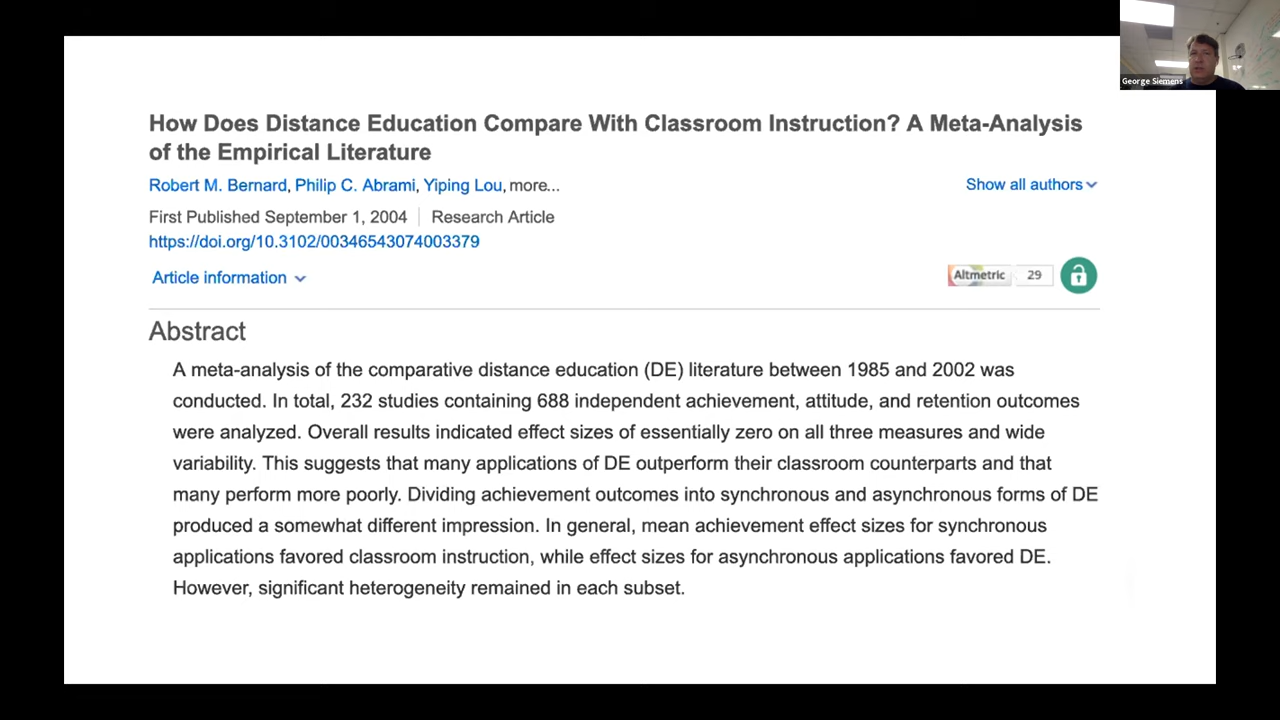 George Siemens
How Does Distance Education Compare With Classroom Instruction? A Meta-Analysis
of the Empirical Literature
Robert M. Bernard, Philip C. Abrami, Yiping Lou, more...
Show all authors
First Published September 1, 2004 | Research Article
https://doi.org/10.3102/00346543074003379
Article information
Altmetric 29
Abstract
A meta-analysis of the comparative distance education (DE) literature between 1985 and 2002 was
conducted. In total, 232 studies containing 688 independent achievement, attitude, and retention outcomes
were analyzed. Overall results indicated effect sizes of essentially zero on all three measures and wide
variability. This suggests that many applications of DE outperform their classroom counterparts and that
many perform more poorly. Dividing achievement outcomes into synchronous and asynchronous forms of DE
produced a somewhat different impression. In general, mean achievement effect sizes for synchronous
applications favored classroom instruction, while effect sizes for asynchronous applications favored DE.
However, significant heterogeneity remained in each subset.